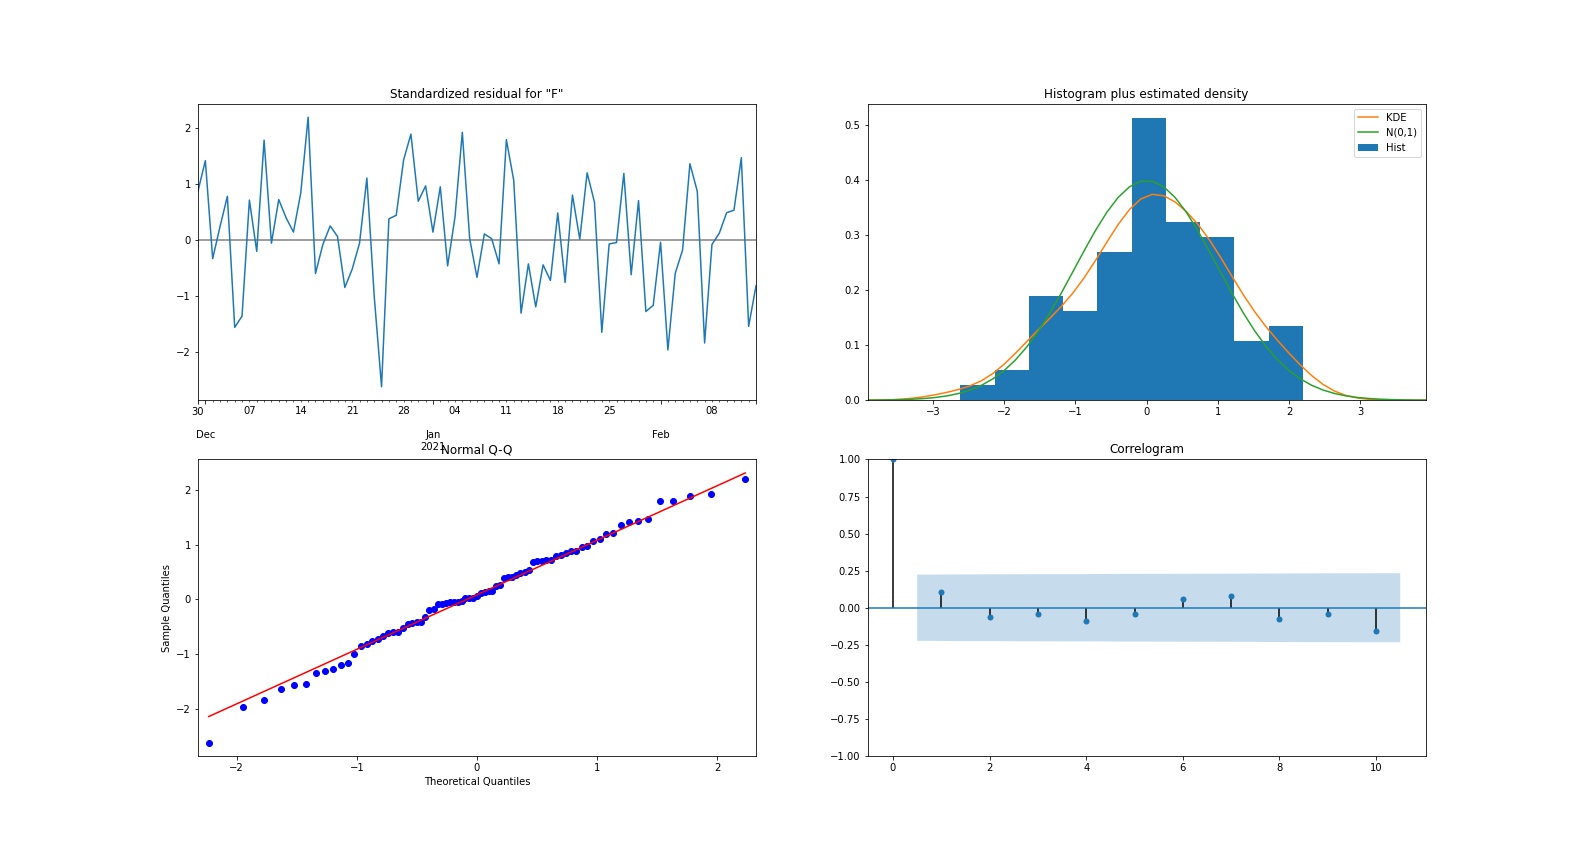 Standardized residual for "F"
2
1
0
−1
−2
30 07 14 21 28 04 11 18 25 08
Dec Jan Feb
2021
Histogram plus estimated density
KDE
N(0,1)
Hist
0.5
0.4
0.3
0.2
0.1
0.0
−3 −2 −1 0 1 2 3
Normal Q-Q
Sample Quantiles
2
1
0
−1
−2
−2 −1 0 1 2
Theoretical Quantiles
Correlogram
1.00
0.75
0.50
0.25
0.00
−0.25
−0.50
−0.75
−1.00
0 2 4 6 8 10